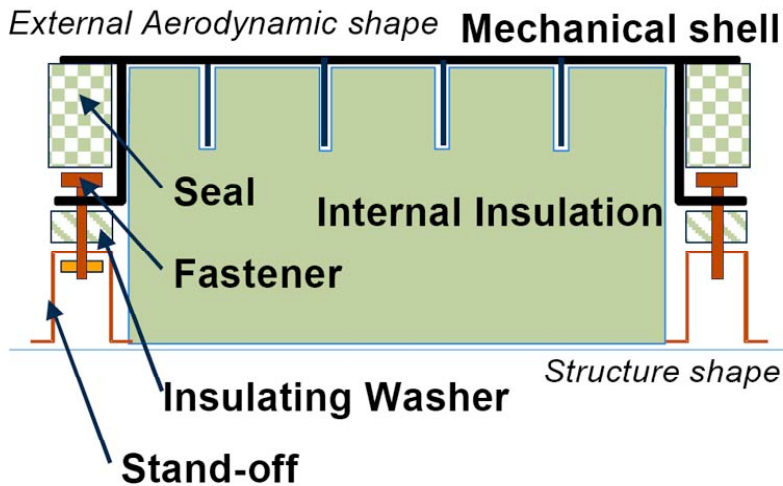 External Aerodynamic shape
Mechanical shell
Seal
Internal Insulation
Fastener
Structure shape
Insulating Washer
Stand-off